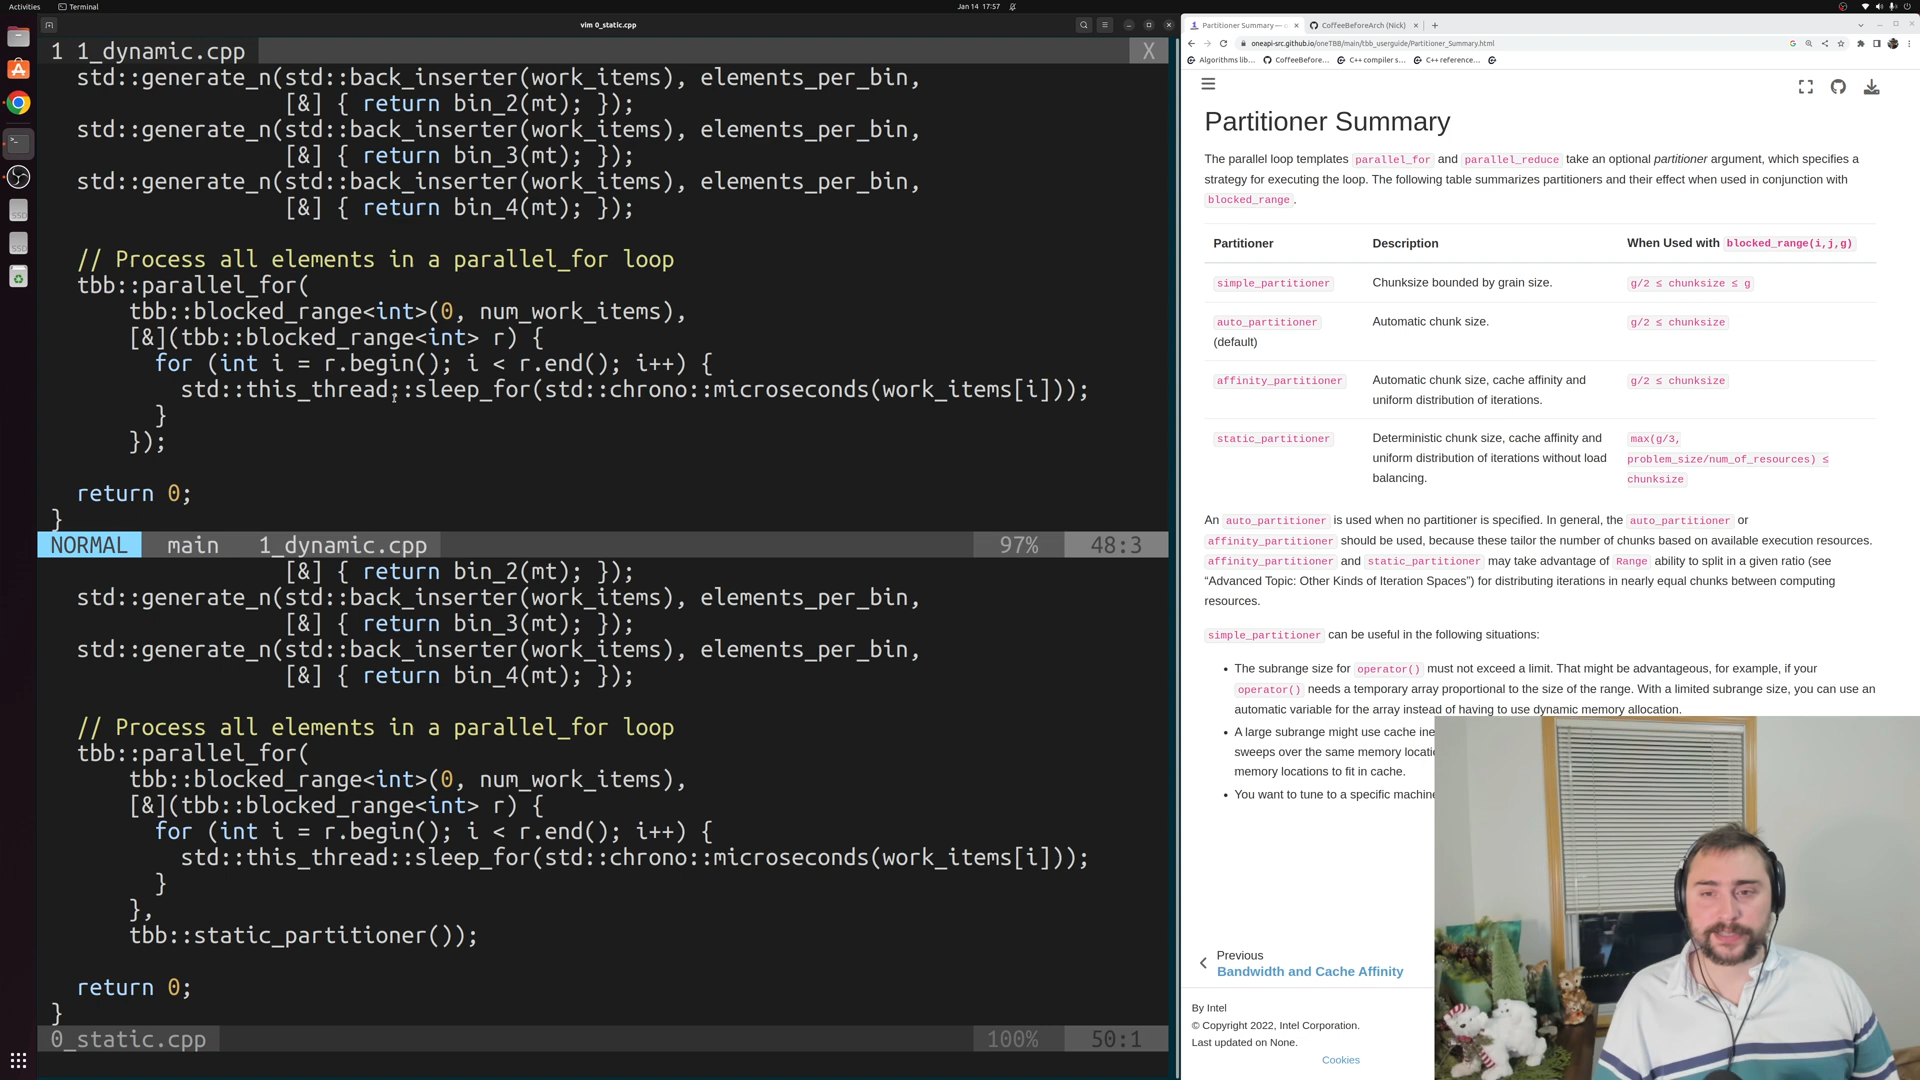 Activities
Terminal
Jan 14 17:57
vim 0_static.cpp
1 1_dynamic.cpp
X
std::generate_n(std::back_inserter(work_items), elements_per_bin,
[&] { return bin_2(mt); });
std::generate_n(std::back_inserter(work_items), elements_per_bin,
[&] { return bin_3(mt); });
std::generate_n(std::back_inserter(work_items), elements_per_bin,
[&] { return bin_4(mt); });
// Process all elements in a parallel_for loop
tbb::parallel_for(
tbb::blocked_range<int>(0, num_work_items),
[&](tbb::blocked_range<int> r) {
for (int i = r.begin(); i < r.end(); i++) {
std::this_thread::sleep_for(std::chrono::microseconds(work_items[i]));
}
});
return 0;
}
NORMAL main 1_dynamic.cpp 97% 48:3
[&] { return bin_2(mt); });
std::generate_n(std::back_inserter(work_items), elements_per_bin,
[&] { return bin_3(mt); });
std::generate_n(std::back_inserter(work_items), elements_per_bin,
[&] { return bin_4(mt); });
// Process all elements in a parallel_for loop
tbb::parallel_for(
tbb::blocked_range<int>(0, num_work_items),
[&](tbb::blocked_range<int> r) {
for (int i = r.begin(); i < r.end(); i++) {
std::this_thread::sleep_for(std::chrono::microseconds(work_items[i]));
}
},
tbb::static_partitioner());
return 0;
}
0_static.cpp 100% 50:1
Partitioner Summary — 
CoffeeBeforeArch (Nick)
oneapi-src.github.io/oneTBB/main/tbb_userguide/Partitioner_Summary.html
Algorithms lib...
CoffeeBefore...
C++ compiler s...
C++ reference...
Partitioner Summary
The parallel loop templates parallel_for and parallel_reduce take an optional partitioner argument, which specifies a
strategy for executing the loop. The following table summarizes partitioners and their effect when used in conjunction with
blocked_range.
Partitioner Description When Used with blocked_range(i,j,g)
simple_partitioner Chunksize bounded by grain size. g/2 ≤ chunksize ≤ g
auto_partitioner Automatic chunk size. g/2 ≤ chunksize
(default)
affinity_partitioner Automatic chunk size, cache affinity and g/2 ≤ chunksize
uniform distribution of iterations.
static_partitioner Deterministic chunk size, cache affinity and max(g/3,
uniform distribution of iterations without load problem_size/num_of_resources) ≤
balancing. chunksize
An auto_partitioner is used when no partitioner is specified. In general, the auto_partitioner or
affinity_partitioner should be used, because these tailor the number of chunks based on available execution resources.
affinity_partitioner and static_partitioner may take advantage of Range ability to split in a given ratio (see
“Advanced Topic: Other Kinds of Iteration Spaces”) for distributing iterations in nearly equal chunks between computing
resources.
simple_partitioner can be useful in the following situations:
• The subrange size for operator() must not exceed a limit. That might be advantageous, for example, if your
operator() needs a temporary array proportional to the size of the range. With a limited subrange size, you can use an
automatic variable for the array instead of having to use dynamic memory allocation.
• A large subrange might use cache ine
sweeps over the same memory locati
memory locations to fit in cache.
• You want to tune to a specific machine
Previous
Bandwidth and Cache Affinity
By Intel
© Copyright 2022, Intel Corporation.
Last updated on None.
Cookies